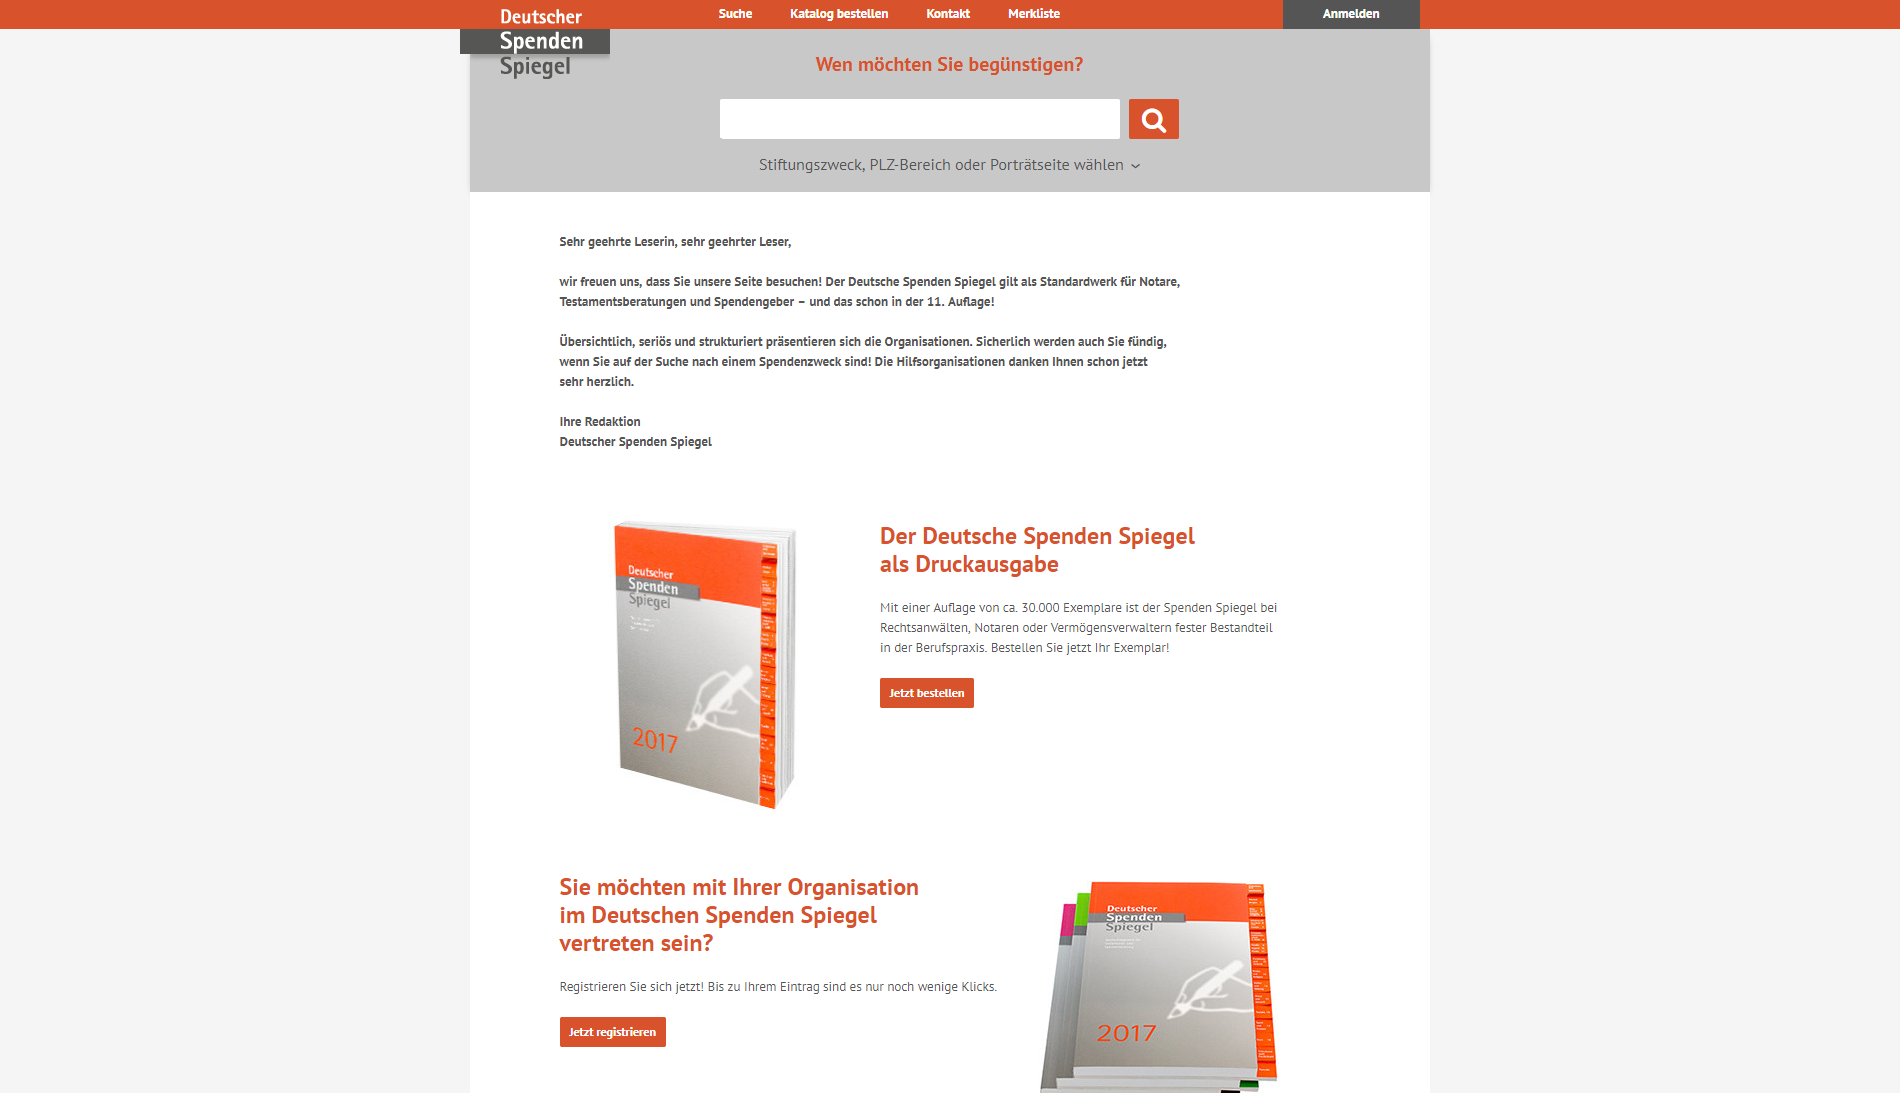 Deutscher
Spenden
Spiegel
Suche
Katalog bestellen
Kontakt
Merkliste
Anmelden
Wen möchten Sie begünstigen?
Stiftungszweck, PLZ-Bereich oder Porträtseite wählen
Sehr geehrte Leserin, sehr geehrter Leser,
wir freuen uns, dass Sie unsere Seite besuchen! Der Deutsche Spenden Spiegel gilt als Standardwerk für Notare,
Testamentsberatungen und Spendengeber – und das schon in der 11. Auflage!
Übersichtlich, seriös und strukturiert präsentieren sich die Organisationen. Sicherlich werden auch Sie fündig,
wenn Sie auf der Suche nach einem Spendenzweck sind! Die Hilfsorganisationen danken Ihnen schon jetzt
sehr herzlich.
Ihre Redaktion
Deutscher Spenden Spiegel
Deutscher
Spenden
Spiegel
2017
Der Deutsche Spenden Spiegel
als Druckausgabe
Mit einer Auflage von ca. 30.000 Exemplare ist der Spenden Spiegel bei
Rechtsanwälten, Notaren oder Vermögensverwaltern fester Bestandteil
in der Berufspraxis. Bestellen Sie jetzt Ihr Exemplar!
Jetzt bestellen
Sie möchten mit Ihrer Organisation
im Deutschen Spenden Spiegel
vertreten sein?
Registrieren Sie sich jetzt! Bis zu Ihrem Eintrag sind es nur noch wenige Klicks.
Jetzt registrieren
Deutscher
Spenden
Spiegel
2017